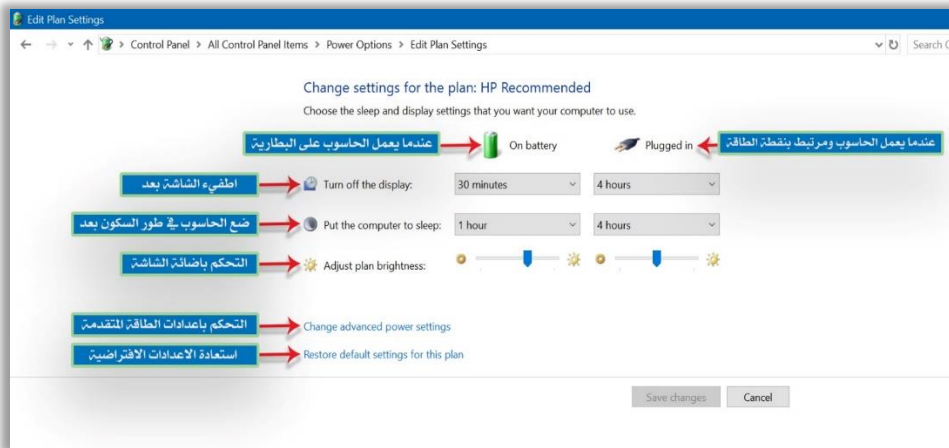 Edit Plan Settings
Control Panel > All Control Panel Items > Power Options > Edit Plan Settings
Search C
Change settings for the plan: HP Recommended
Choose the sleep and display settings that you want your computer to use.
عندما يعمل الحاسوب على البطارية
On battery
Plugged in
عندما يعمل الحاسوب ومرتبط بنقطة الطاقة
اطفيء الشاشة بعد
Turn off the display:
30 minutes
4 hours
ضع الحاسوب في طور السكون بعد
Put the computer to sleep:
1 hour
4 hours
التحكم باضائة الشاشة
Adjust plan brightness:
التحكم باعدادات الطاقة المتقدمة
Change advanced power settings
استعادة الاعدادات الافتراضية
Restore default settings for this plan
Save changes
Cancel